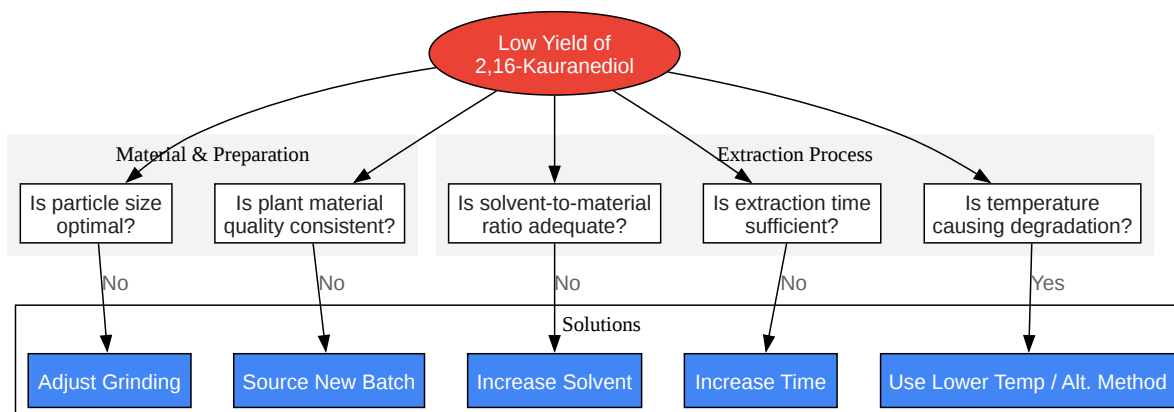 Low Yield of
2,16-Kauranediol
Material & Preparation
Extraction Process
Is particle size
optimal?
Is plant material
quality consistent?
Is solvent-to-material
ratio adequate?
Is extraction time
sufficient?
Is temperature
causing degradation?
No
No
No
No
Yes
Solutions
Adjust Grinding
Source New Batch
Increase Solvent
Increase Time
Use Lower Temp / Alt. Method